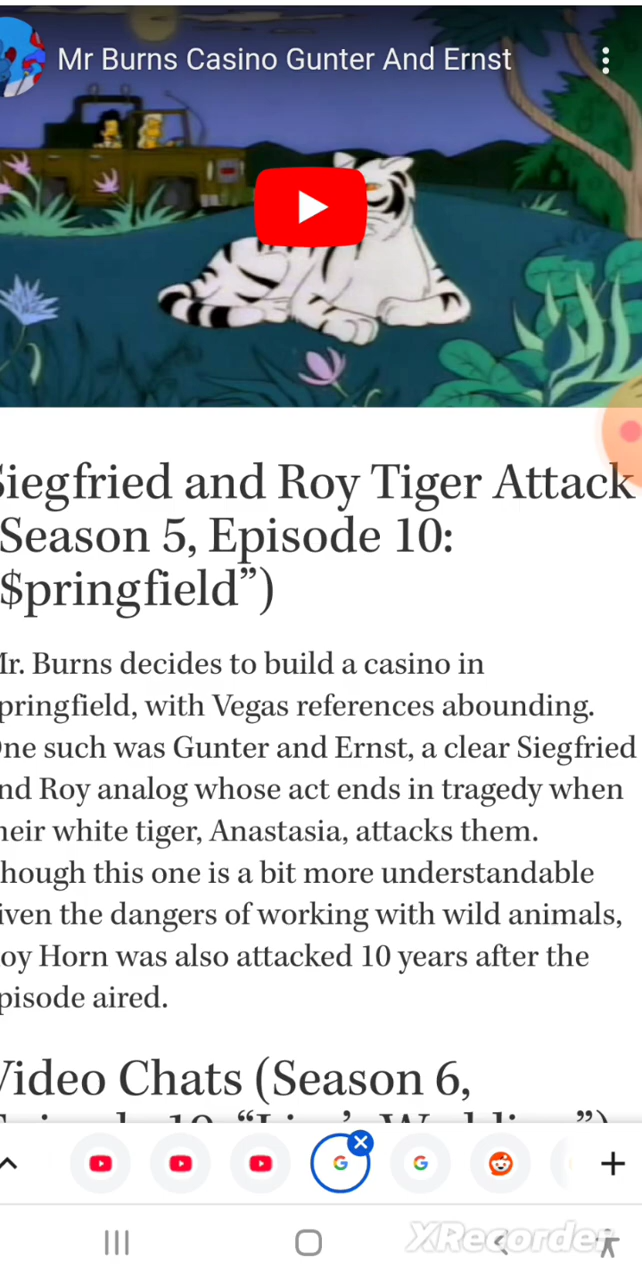 Mr Burns Casino Gunter And Ernst
Siegfried and Roy Tiger Attack
Season 5, Episode 10:
$pringfield”)
Mr. Burns decides to build a casino in
pringfield, with Vegas references abounding.
One such was Gunter and Ernst, a clear Siegfried
nd Roy analog whose act ends in tragedy when
heir white tiger, Anastasia, attacks them.
hough this one is a bit more understandable
iven the dangers of working with wild animals,
oy Horn was also attacked 10 years after the
pisode aired.
Video Chats (Season 6,
XRecorder